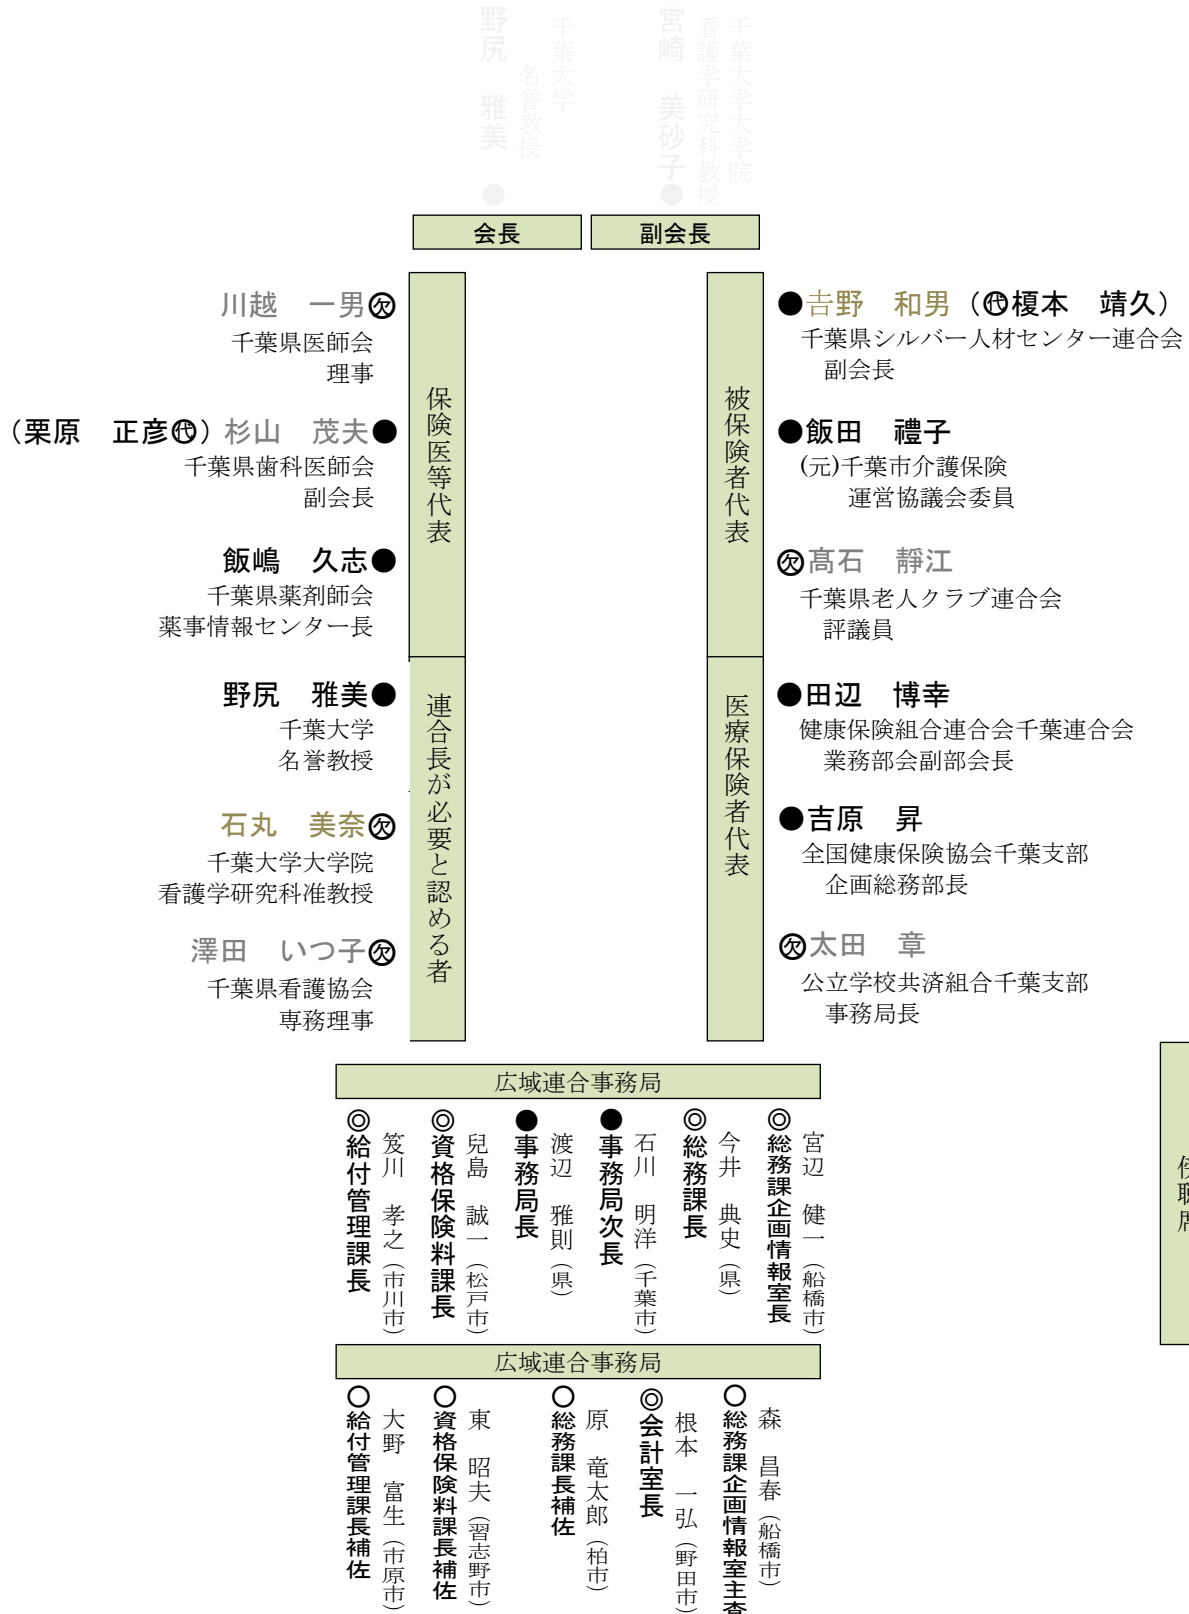 千葉大学
名誉教授
野尻　雅美　●
千葉大学大学院
看護学研究科教授
宮崎　美砂子●
会長
副会長
保険医等代表
川越　一男㊀欠
千葉県医師会
理事
（栗原　正彦代）杉山　茂夫●
千葉県歯科医師会
副会長
飯嶋　久志●
千葉県薬剤師会
薬事情報センター長
連合長が必要と認める者
野尻　雅美●
千葉大学
名誉教授
石丸　美奈欠
千葉大学大学院
看護学研究科准教授
澤田　いつ子欠
千葉県看護協会
専務理事
被保険者代表
●吉野　和男（代榎本　靖久）
千葉県シルバー人材センター連合会
副会長
●飯田　禮子
(元)千葉市介護保険
運営協議会委員
欠髙石　靜江
千葉県老人クラブ連合会
評議員
医療保険者代表
●田辺　博幸
健康保険組合連合会千葉連合会
業務部会副部会長
●吉原　昇
全国健康保険協会千葉支部
企画総務部長
欠太田　章
公立学校共済組合千葉支部
事務局長
傍聴席
広域連合事務局
宮辺　健一（船橋市）
◎総務課企画情報室長
今井　典史（県）
◎総務課長
石川　明洋（千葉市）
●事務局次長
渡辺　雅則（県）
●事務局長
兒島　誠一（松戸市）
◎資格保険料課長
笈川　孝之（市川市）
◎給付管理課長
広域連合事務局
森　昌春（船橋市）
○総務課企画情報室主査
根本　一弘（野田市）
◎会計室長
原　竜太郎（柏市）
○総務課長補佐
東　昭夫（習志野市）
○資格保険料課長補佐
大野　富生（市原市）
○給付管理課長補佐